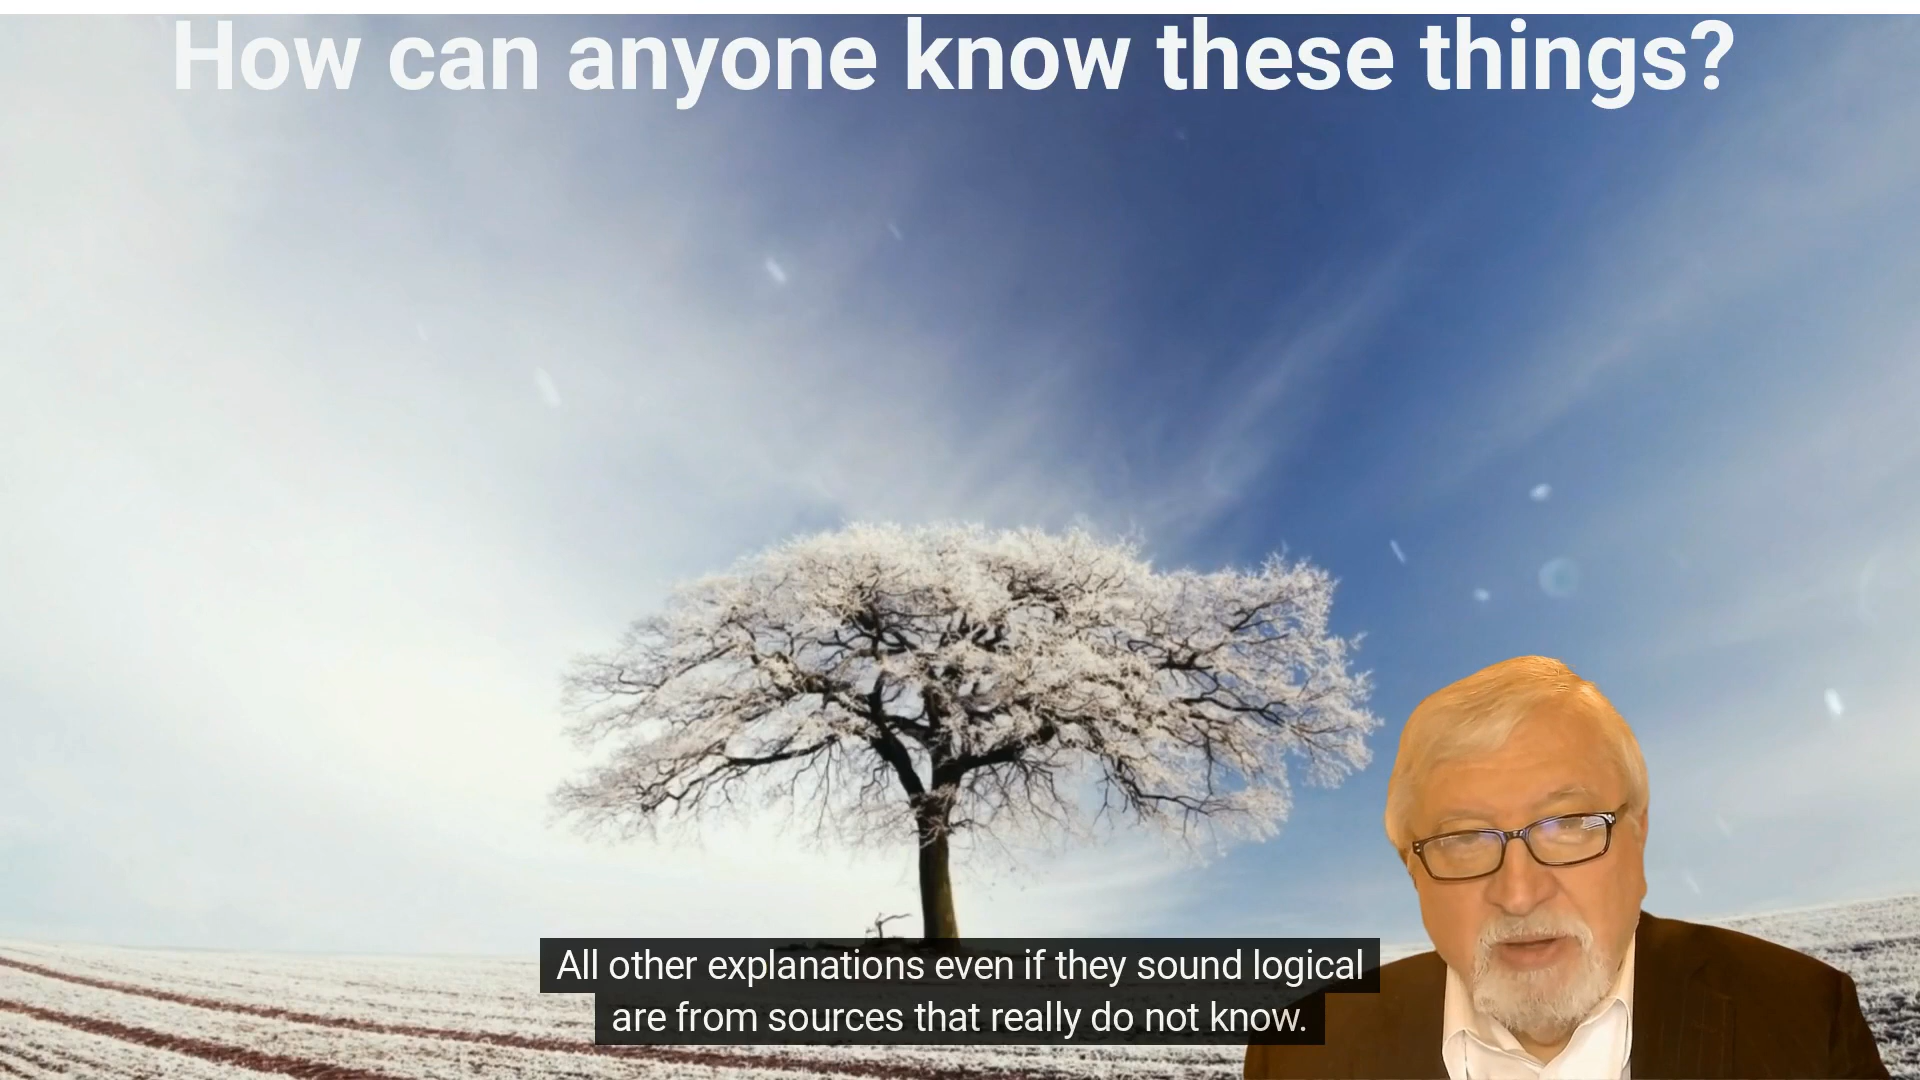 How can anyone know these things?
All other explanations even if they sound logical
are from sources that really do not know.